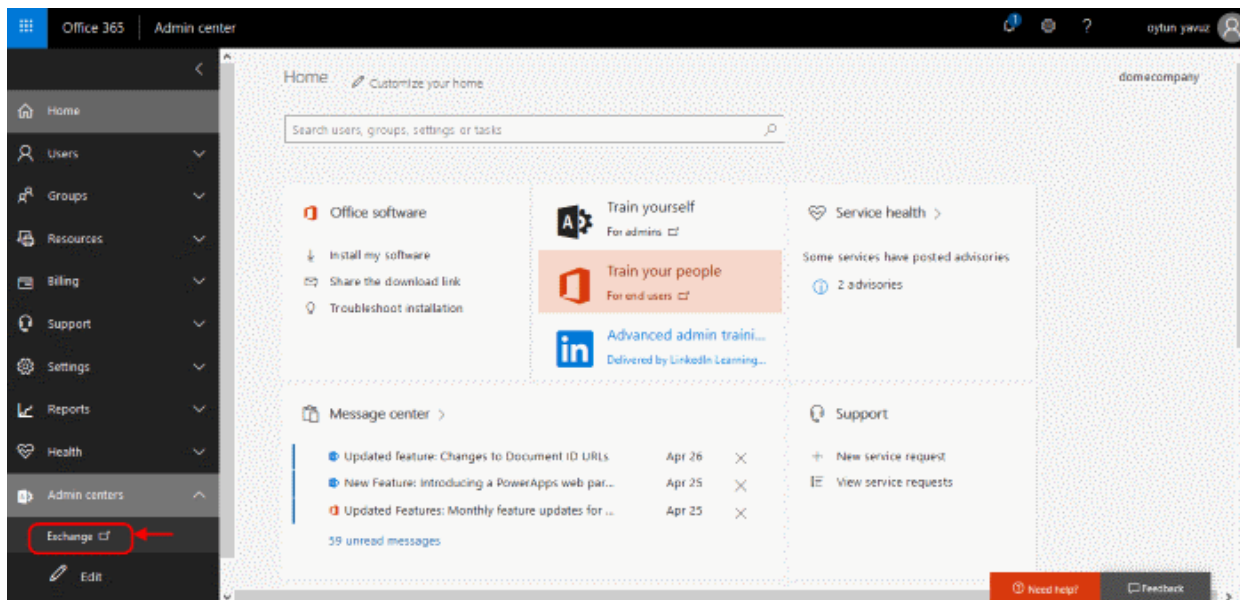 Office 365 Admin center
1
?
aytun yavuz
Home
Users
Groups
Resources
Billing
Support
Settings
Reports
Health
Admin centers
Exchange
Edit
Home
Customize your home
domecompany
Search users, groups, settings or tasks
Office software
Install my software
Share the download link
Troubleshoot installation
A
Train yourself
For admins
Train your people
For end users
in
Advanced admin traini...
Delivered by LinkedIn Learning...
Service health >
Some services have posted advisories
2 advisories
Message center >
Updated feature: Changes to Document ID URLs Apr 26
New Feature: Introducing a PowerApps web par... Apr 25
Updated Features: Monthly feature updates for ... Apr 25
59 unread messages
Support
New service request
View service requests
Need help?
Feedback